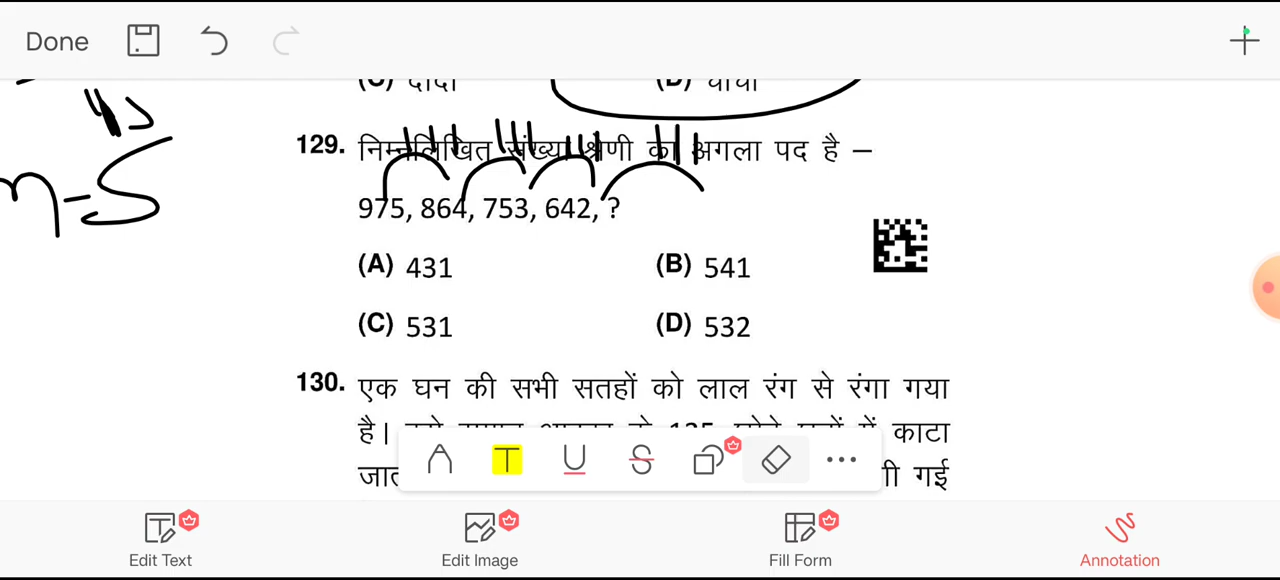 Done
(C) दादा (D) चाचा
129. निम्नलिखित संख्या श्रेणी का अगला पद है –
975, 864, 753, 642, ?
(A) 431 (B) 541
(C) 531 (D) 532
130. एक घन की सभी सतहों को लाल रंग से रंगा गया
है। 125 में काटा
गई
Edit Text Edit Image Fill Form Annotation